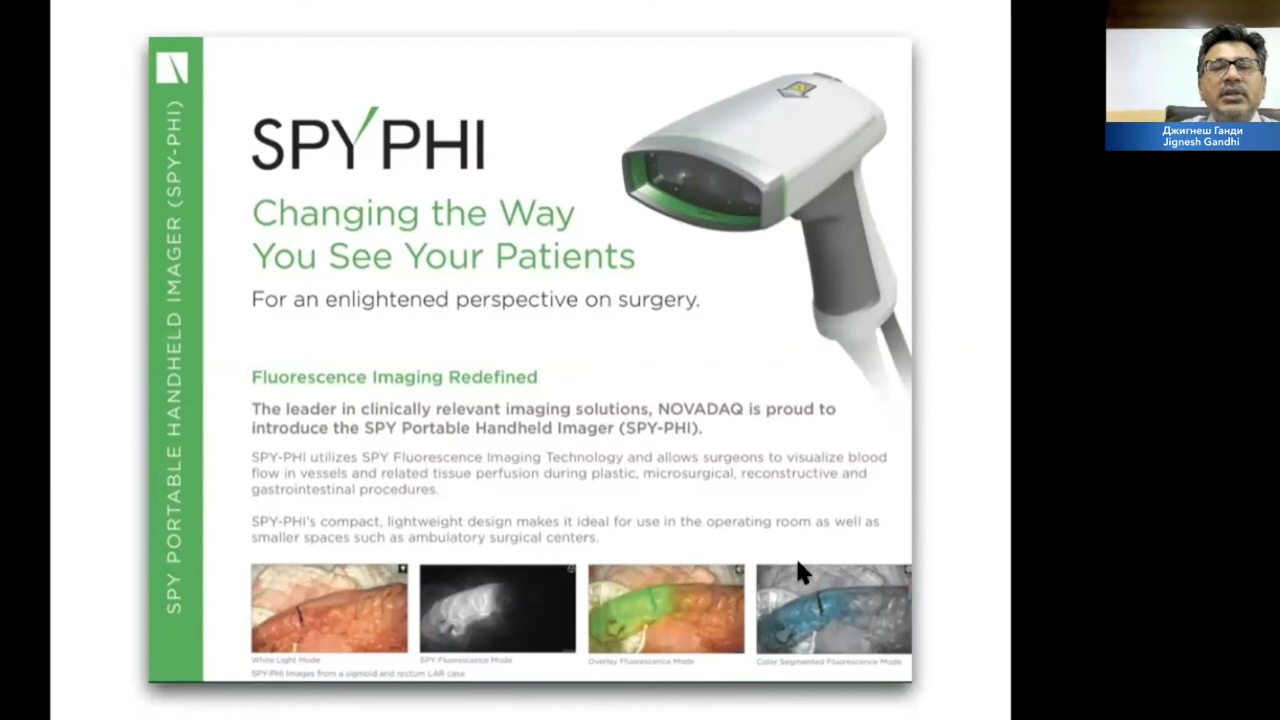 SPY PORTABLE HANDHELD IMAGER (SPY-PHI)
SPY PHI
Changing the Way
You See Your Patients
For an enlightened perspective on surgery.
Fluorescence Imaging Redefined
The leader in clinically relevant imaging solutions, NOVADAQ is proud to
introduce the SPY Portable Handheld Imager (SPY-PHI).
SPY-PHI utilizes SPY Fluorescence Imaging Technology and allows surgeons to visualize blood
flow in vessels and related tissue perfusion during plastic, microsurgical, reconstructive and
gastrointestinal procedures.
SPY-PHI's compact, lightweight design makes it ideal for use in the operating room as well as
smaller spaces such as ambulatory surgical centers.
White Light Mode
SPY Fluorescence Mode
Overlay Fluorescence Mode
Color Segmented Fluorescence Mode
SPY-PHI Images from a sigmoid and rectum LAR case
Джигнеш Ганди
Jignesh Gandhi